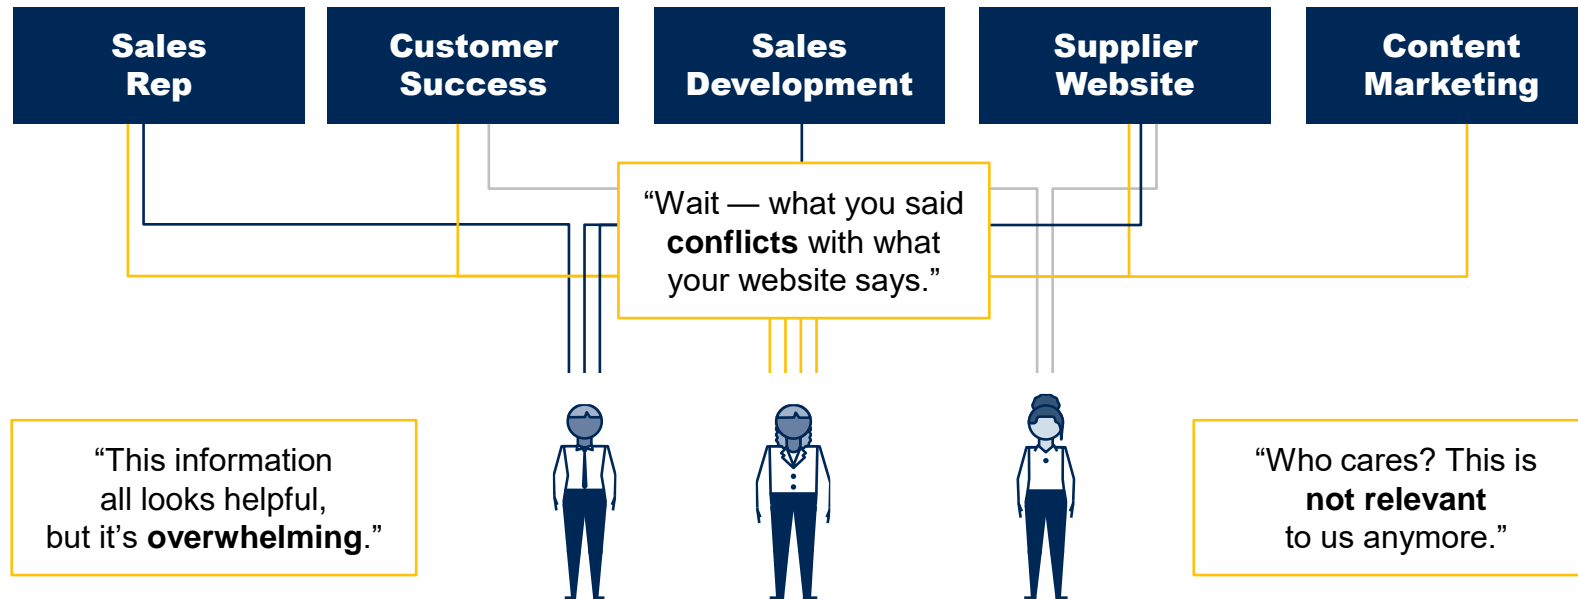 Sales
Rep
Customer
Success
Sales
Development
Supplier
Website
Content
Marketing
“Wait — what you said
conflicts with what
your website says.”
“This information
all looks helpful,
but it’s overwhelming.”
“Who cares? This is
not relevant
to us anymore.”